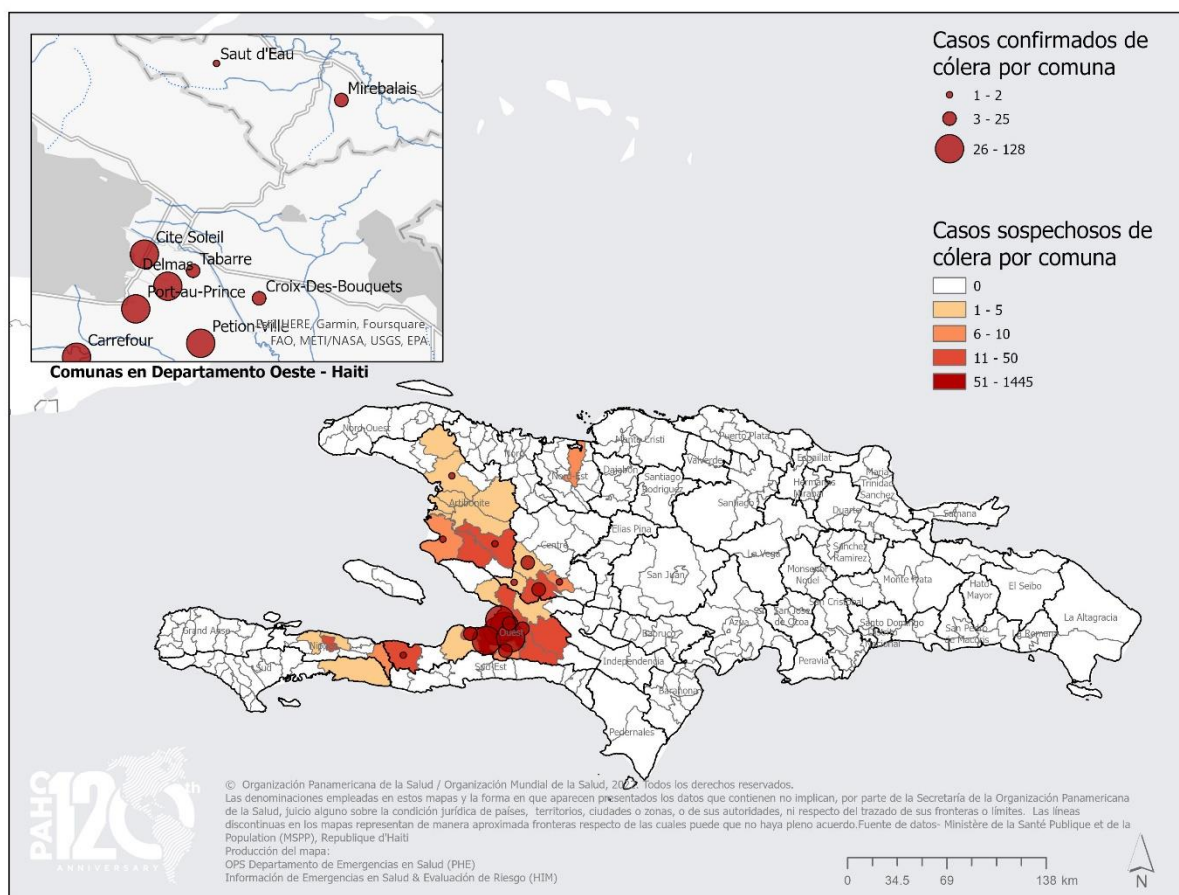 Saut d'Eau
Mirebalais
Cite Soleil
Delmas
Tabarre
Port-au-Prince
Croix-Des-Bouquets
Petion-Ville
Carrefour
HERE, Garmin, Foursquare,
FAO, METI/NASA, USGS, EPA
Comunas en Departamento Oeste - Haiti
Casos confirmados de
cólera por comuna
1 - 2
3 - 25
26 - 128
Casos sospechosos de
cólera por comuna
0
1 - 5
6 - 10
11 - 50
51 - 1445
Nord-Ouest
Nord
Nord-Est
Monte Cristi
Puerto Plata
Dajabón
Valverde
Espaillat
Santiago
Rodriguez
Hermanas
Mirabal
Maria
Trinidad
Sanchez
Artibonite
Santiago
Duarte
Samana
Elias Pina
Centre
La Vega
Sanchez
Ramirez
San Juan
Monsenor
Nouel
Monte Plata
Hato
Mayor
El Seibo
La Altagracia
San Cristobal
Azua
San Jose
de Ocoa
Santo Domingo
San Pedro
de Macoris
La Romana
Grand Anse
Sud
Ouest
Sud-Est
Independencia
Peravia
Barahona
Pedernales
PAHO
120th
ANNIVERSARY
© Organización Panamericana de la Salud / Organización Mundial de la Salud, Todos los derechos reservados.
Las denominaciones empleadas en estos mapas y la forma en que aparecen presentados los datos que contienen no implican, por parte de la Secretaría de la Organización Panamericana
de la Salud, juicio alguno sobre la condición jurídica de países, territorios, ciudades o zonas, o de sus autoridades, ni respecto del trazado de sus fronteras o límites. Las líneas
discontinuas en los mapas representan de manera aproximada fronteras respecto de las cuales puede que no haya pleno acuerdo.Fuente de datos- Ministère de la Santé Publique et de la
Population (MSPP), Republique d'Haiti
Producción del mapa:
OPS Departamento de Emergencias en Salud (PHE)
Información de Emergencias en Salud & Evaluación de Riesgo (HIM)
0 34.5 69 138 km
N